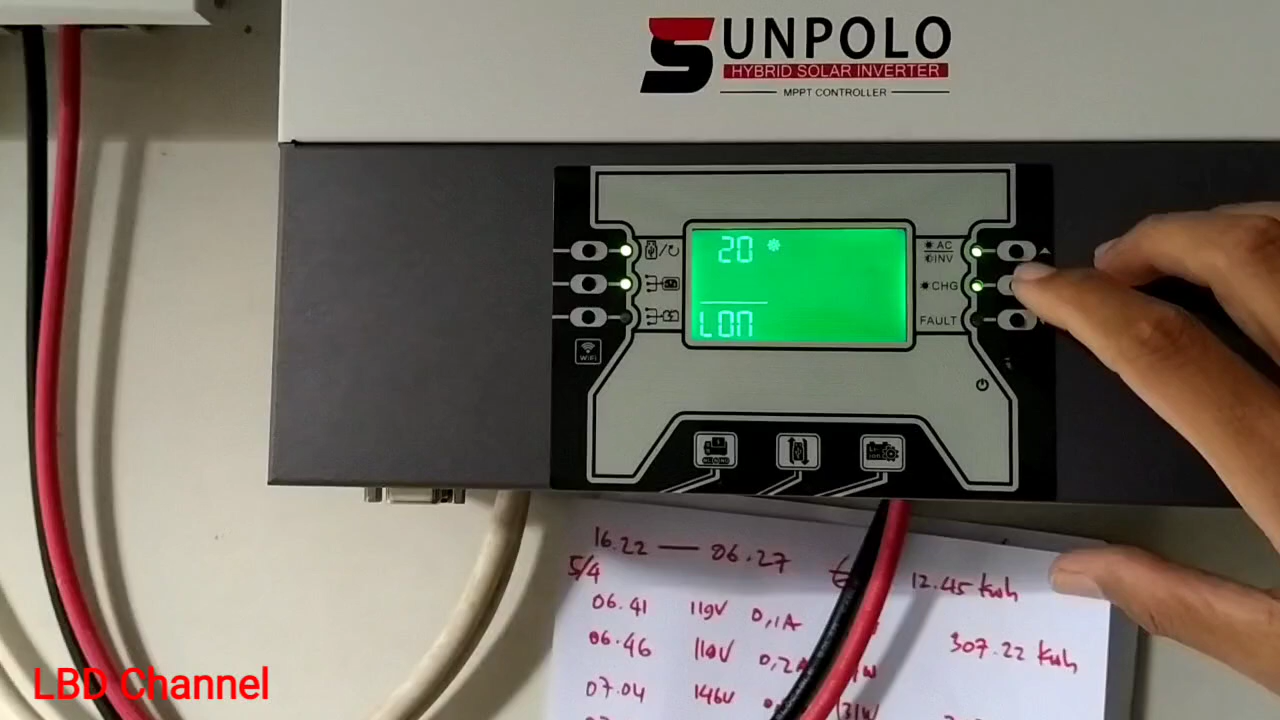 SUNPOLO
HYBRID SOLAR INVERTER
MPPT CONTROLLER
20
LON
AC
INV
CHG
FAULT
WiFi
16.22 — 06.27
12.45 kwh
5/4
06.41 119V 0,1A
06.46 110V 0,2A
307.22 kwh
07.04 146V
131W
LBD Channel